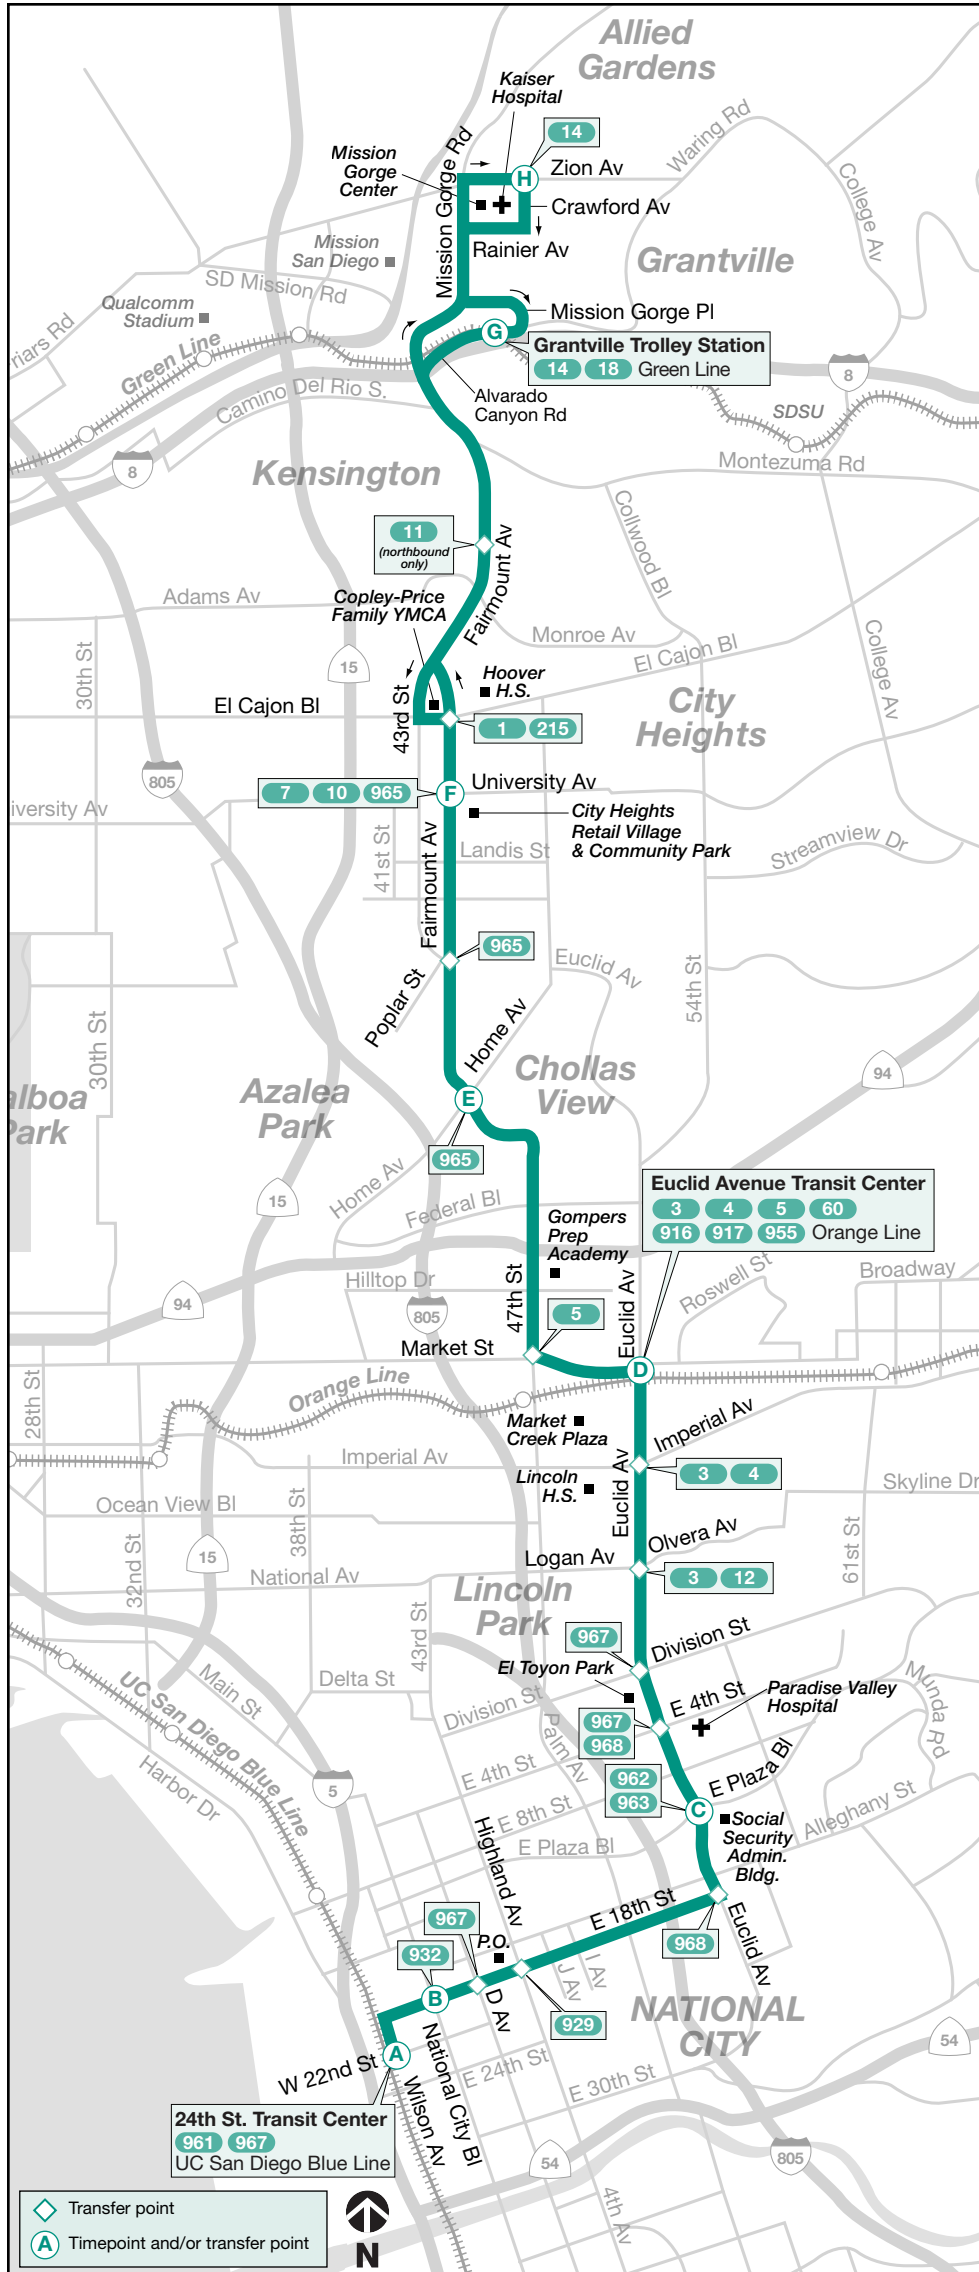 Allied
Gardens
Kaiser
Hospital
14
Waring Rd
Mission
Gorge
Center
Mission Gorge Rd
H
Zion Av
Crawford Av
College Av
Rainier Av
Mission
San Diego
Grantville
SD Mission Rd
Qualcomm
Stadium
Mission Gorge Pl
riars Rd
Green Line
G
Grantville Trolley Station
14 18 Green Line
8
Camino Del Rio S.
Alvarado
Canyon Rd
SDSU
8
Kensington
Montezuma Rd
11
(northbound
only)
Collwood Bl
Fairmount Av
Adams Av
Copley-Price
Family YMCA
Monroe Av
El Cajon Bl
College Av
30th St
15
Hoover
H.S.
43rd St
City
Heights
El Cajon Bl
1 215
805
7 10 965
F
University Av
iversity Av
City Heights
Retail Village
& Community Park
Streamview Dr
41st St
Fairmount Av
Landis St
965
Euclid Av
Poplar St
54th St
Home Av
30th St
Chollas
View
94
alboa
Park
Azalea
Park
E
965
Home Av
15
Federal Bl
Euclid Avenue Transit Center
3 4 5 60
916 917 955 Orange Line
Gompers
Prep
Academy
Hilltop Dr
94
805
47th St
Euclid Av
Roswell St
Broadway
5
Market St
D
28th St
Orange Line
Market
Creek Plaza
Imperial Av
Imperial Av
3 4
Lincoln
H.S.
Euclid Av
Skyline Dr
Ocean View Bl
38th St
Olvera Av
32nd St
15
Logan Av
61st St
National Av
3 12
Lincoln
Park
43rd St
967
Division St
El Toyon Park
Main St
Delta St
UC San Diego Blue Line
Division St
E 4th St
Paradise Valley
Hospital
Munda Rd
967
968
Palm Av
Harbor Dr
E 4th St
962
963
E Plaza Bl
5
E 8th St
C
Social
Security
Admin.
Bldg.
Alleghany St
Highland Av
E Plaza Bl
967
E 18th St
Euclid Av
968
P.O.
932
I Av
J Av
B
D Av
929
NATIONAL
CITY
54
A
W 22nd St
National City Bl
E 24th St
E 30th St
Wilson Av
24th St. Transit Center
961 967
UC San Diego Blue Line
54
805
4th Av
Transfer point
A Timepoint and/or transfer point
N